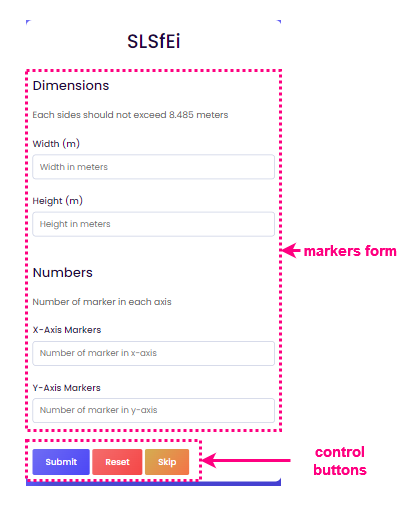 SLSfEi
Dimensions
Each sides should not exceed 8.485 meters
Width (m)
Width in meters
Height (m)
Height in meters
markers form
Numbers
Number of marker in each axis
X-Axis Markers
Number of marker in x-axis
Y-Axis Markers
Number of marker in y-axis
Submit Reset Skip
control
buttons